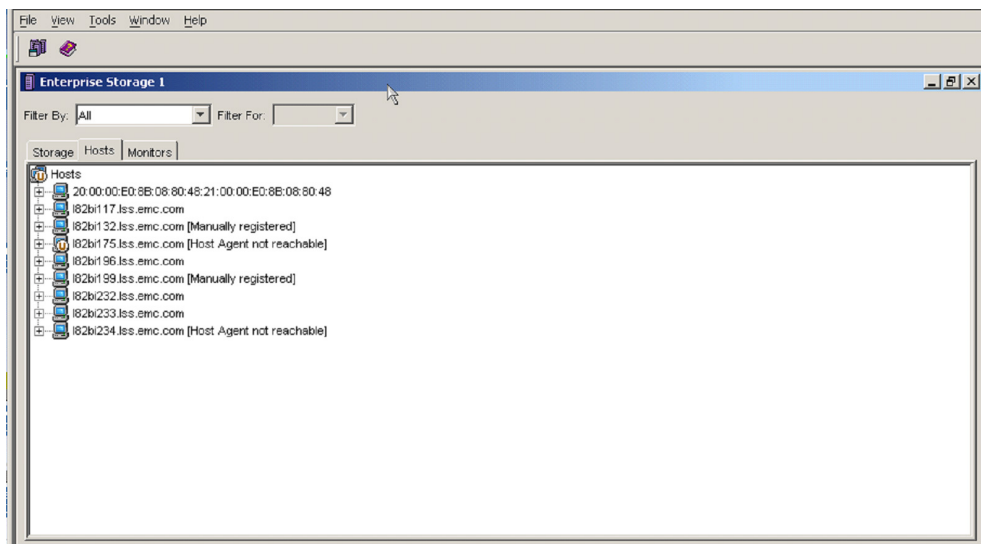 File View Tools Window Help
Enterprise Storage 1
Filter By: All Filter For:
Storage Hosts Monitors
Hosts
20:00:00:E0:8B:08:80:48:21:00:00:E0:8B:08:80:48
l82bi117.lss.emc.com
l82bi132.lss.emc.com [Manually registered]
l82bi175.lss.emc.com [Host Agent not reachable]
l82bi196.lss.emc.com
l82bi199.lss.emc.com [Manually registered]
l82bi232.lss.emc.com
l82bi233.lss.emc.com
l82bi234.lss.emc.com [Host Agent not reachable]